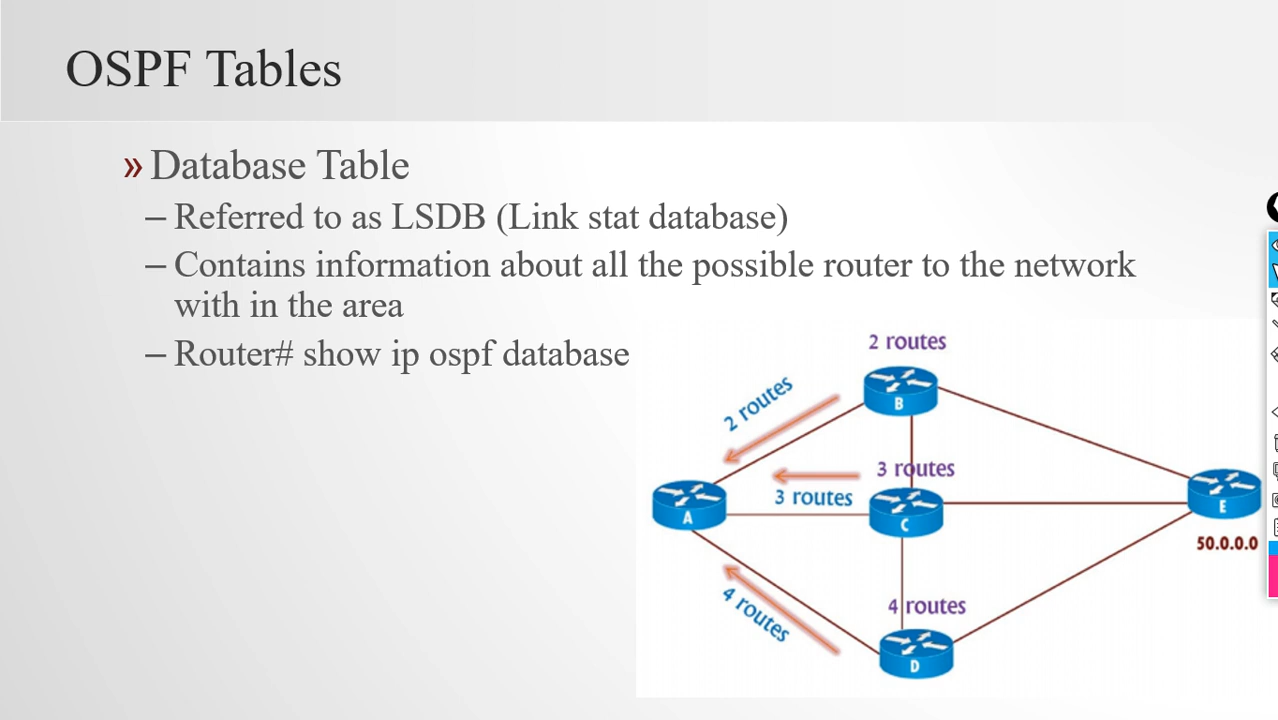 OSPF Tables
» Database Table
– Referred to as LSDB (Link stat database)
– Contains information about all the possible router to the network
with in the area
– Router# show ip ospf database
2 routes
2 routes
B
3 routes
3 routes
A
C
E
50.0.0.0
4 routes
4 routes
D